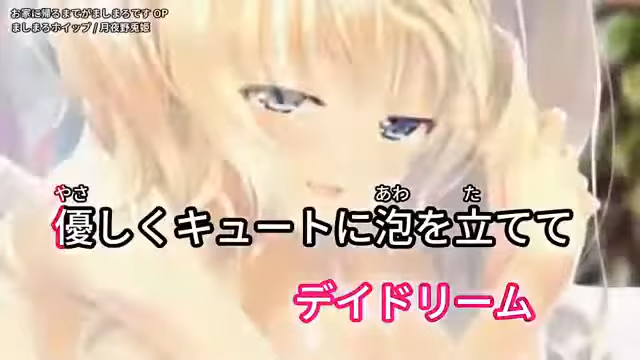 お家に帰るまでがましまろです OP
ましまろホイップ / 月夜野兎姫
やさ あわ た
優しくキュートに泡を立てて
デイドリーム